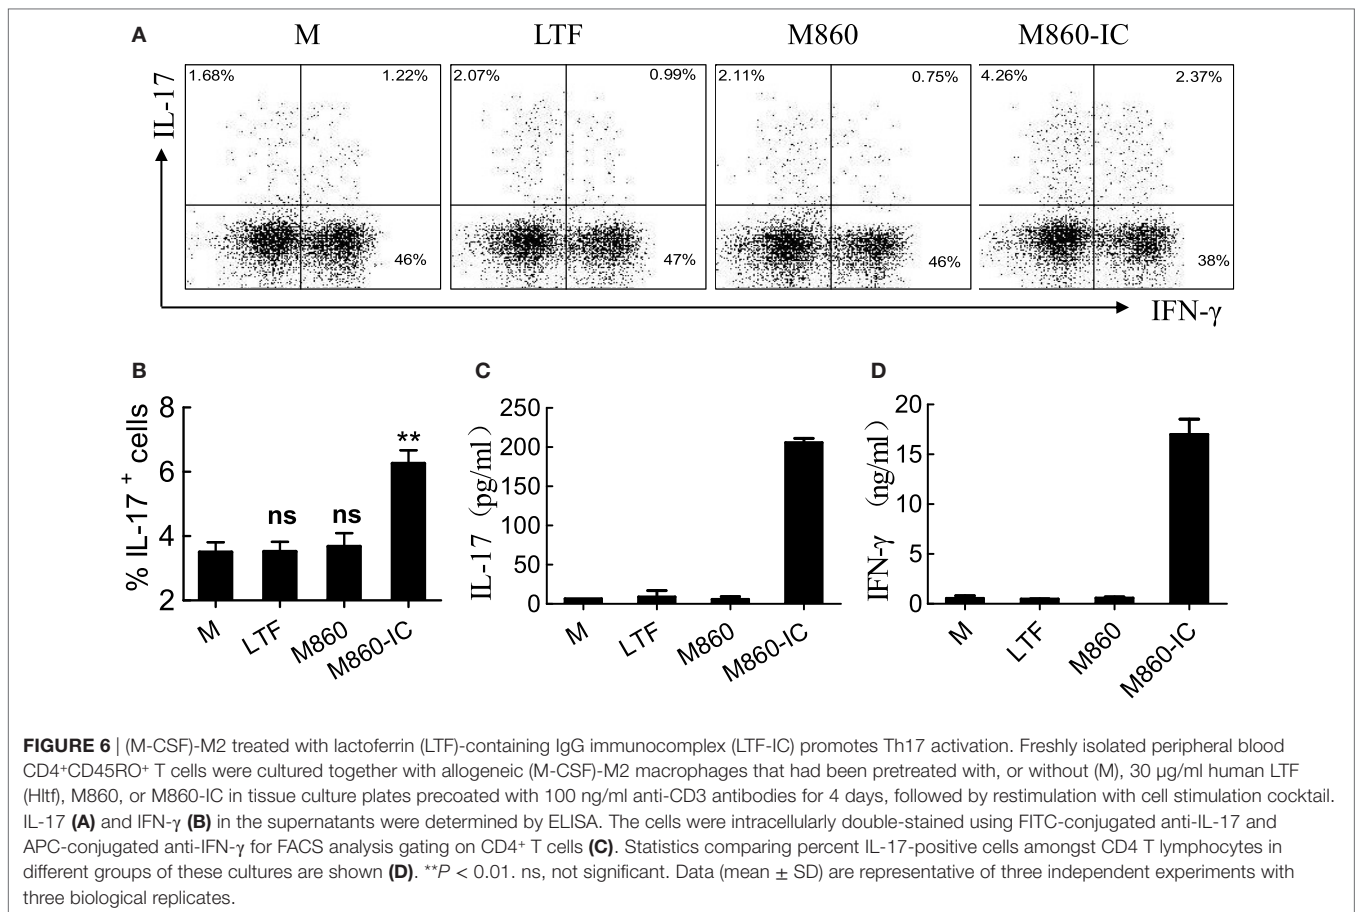 A
M LTF M860 M860-IC
IL-17
1.68% 1.22% 2.07% 0.99% 2.11% 0.75% 4.26% 2.37%
46% 47% 46% 38%
IFN-γ
B
% IL-17 + cells
8
6
4
2
ns ns **
M LTF M860 M860-IC
C
IL-17 (pg/ml)
250
200
150
100
50
0
M LTF M860 M860-IC
D
IFN-γ (ng/ml)
20
15
10
5
0
M LTF M860 M860-IC
FIGURE 6 | (M-CSF)-M2 treated with lactoferrin (LTF)-containing IgG immunocomplex (LTF-IC) promotes Th17 activation. Freshly isolated peripheral blood
CD4⁺CD45RO⁺ T cells were cultured together with allogeneic (M-CSF)-M2 macrophages that had been pretreated with, or without (M), 30 µg/ml human LTF
(Hltf), M860, or M860-IC in tissue culture plates precoated with 100 ng/ml anti-CD3 antibodies for 4 days, followed by restimulation with cell stimulation cocktail.
IL-17 (A) and IFN-γ (B) in the supernatants were determined by ELISA. The cells were intracellularly double-stained using FITC-conjugated anti-IL-17 and
APC-conjugated anti-IFN-γ for FACS analysis gating on CD4⁺ T cells (C). Statistics comparing percent IL-17-positive cells amongst CD4 T lymphocytes in
different groups of these cultures are shown (D). **P < 0.01. ns, not significant. Data (mean ± SD) are representative of three independent experiments with
three biological replicates.